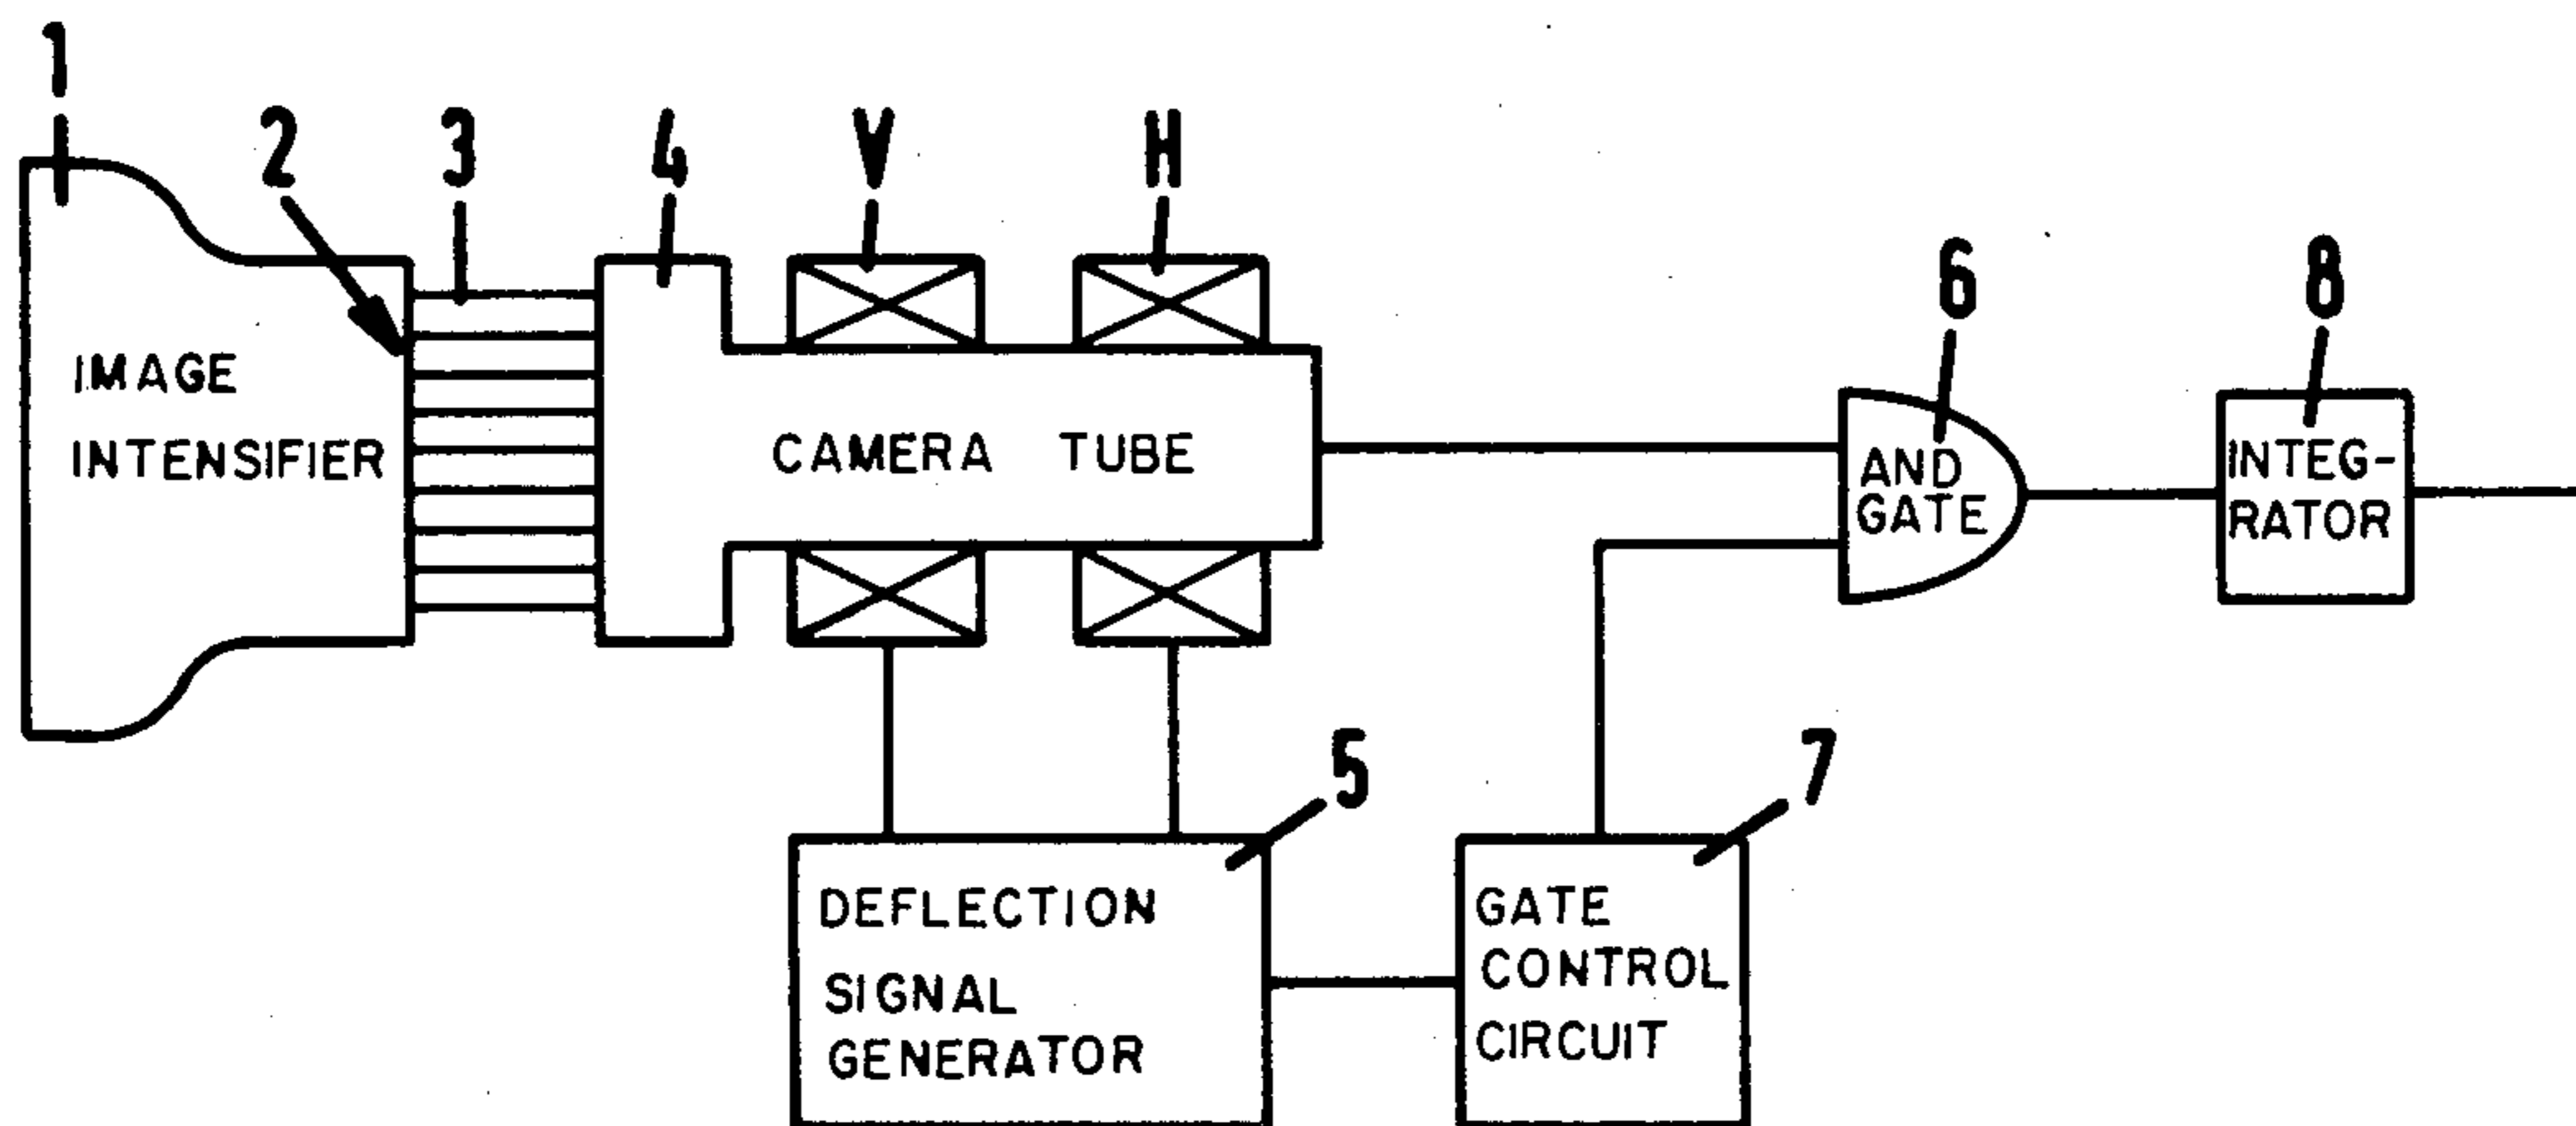 1
2
3
4
V
H
6
8
IMAGE
INTENSIFIER
CAMERA TUBE
AND
GATE
INTEG-
RATOR
5
7
DEFLECTION
SIGNAL
GENERATOR
GATE
CONTROL
CIRCUIT